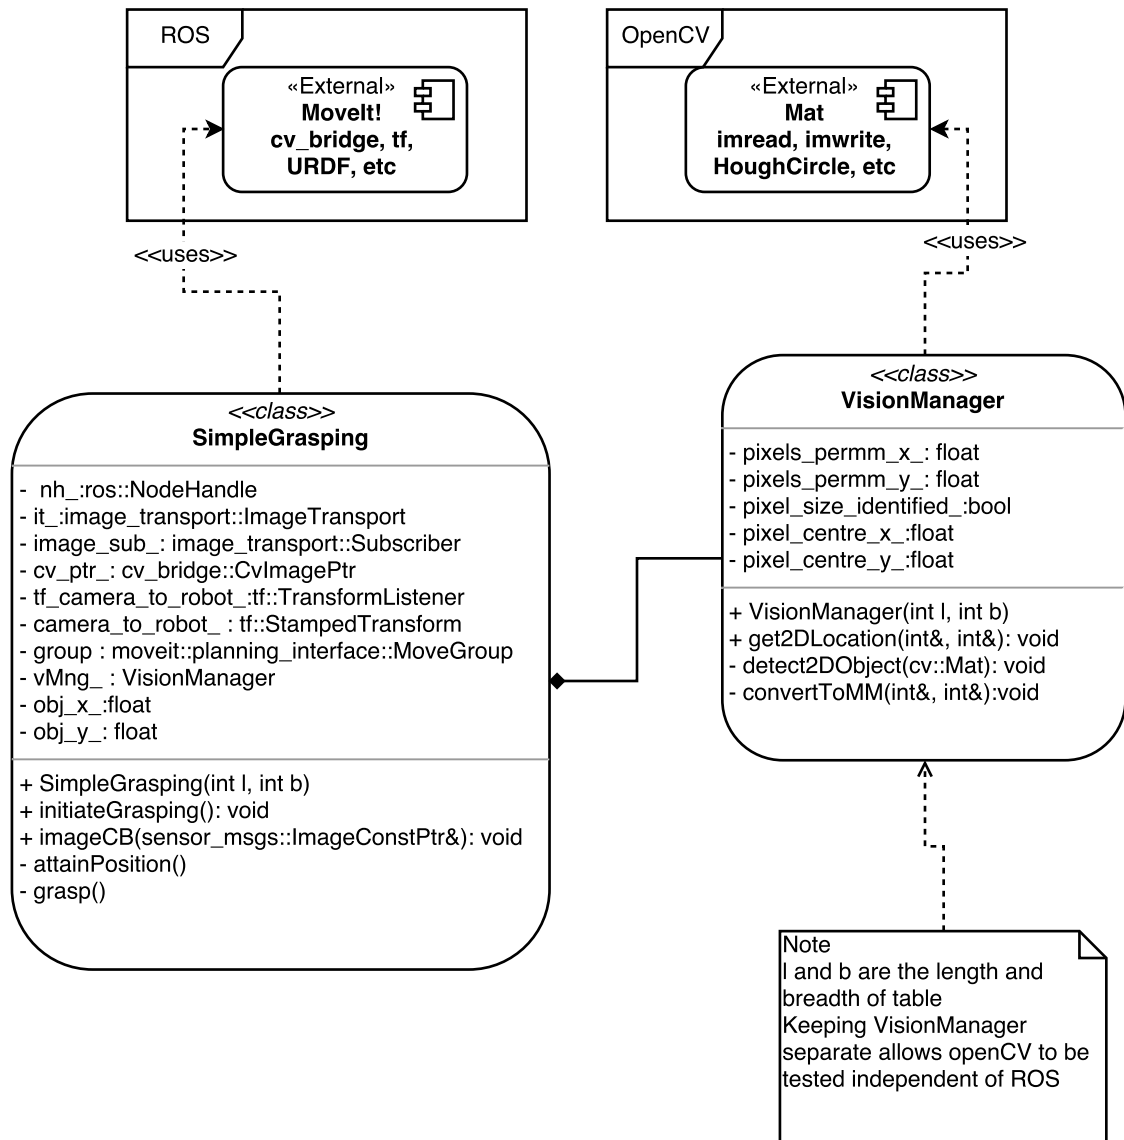 ROS
«External»
MoveIt!
cv_bridge, tf,
URDF, etc
OpenCV
«External»
Mat
imread, imwrite,
HoughCircle, etc
<<uses>>
<<uses>>
<<class>>
SimpleGrasping
-  nh_:ros::NodeHandle
- it_:image_transport::ImageTransport
- image_sub_: image_transport::Subscriber
- cv_ptr_: cv_bridge::CvImagePtr
- tf_camera_to_robot_:tf::TransformListener
- camera_to_robot_ : tf::StampedTransform
- group : moveit::planning_interface::MoveGroup
- vMng_ : VisionManager
- obj_x_:float
- obj_y_: float
+ SimpleGrasping(int l, int b)
+ initiateGrasping(): void
+ imageCB(sensor_msgs::ImageConstPtr&): void
- attainPosition()
- grasp()
<<class>>
VisionManager
- pixels_permm_x_: float
- pixels_permm_y_: float
- pixel_size_identified_:bool
- pixel_centre_x_:float
- pixel_centre_y_:float
+ VisionManager(int l, int b)
+ get2DLocation(int&, int&): void
- detect2DObject(cv::Mat): void
- convertToMM(int&, int&):void
Note
l and b are the length and
breadth of table
Keeping VisionManager
separate allows openCV to be
tested independent of ROS